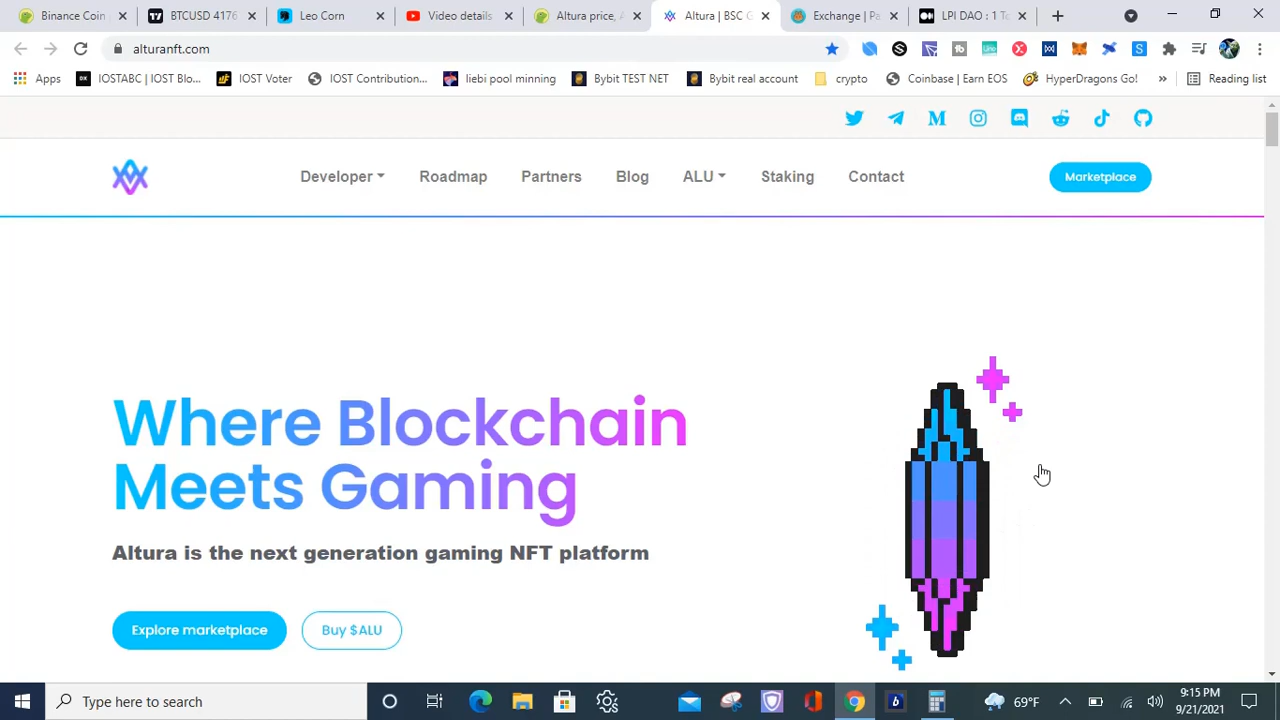 Binance Coin
BTCUSD 4176
Leo Corn
Video details
Altura price,
Altura | BSC G
Exchange | Pa
LPI DAO: 1 To
alturanft.com
Apps
IOSTABC | IOST Blo...
IOST Voter
IOST Contribution...
liebi pool minning
Bybit TEST NET
Bybit real account
crypto
Coinbase | Earn EOS
HyperDragons Go!
»
Reading list
Developer
Roadmap
Partners
Blog
ALU
Staking
Contact
Marketplace
Where Blockchain
Meets Gaming
Altura is the next generation gaming NFT platform
Explore marketplace
Buy $ALU
Type here to search
69°F
9:15 PM
9/21/2021